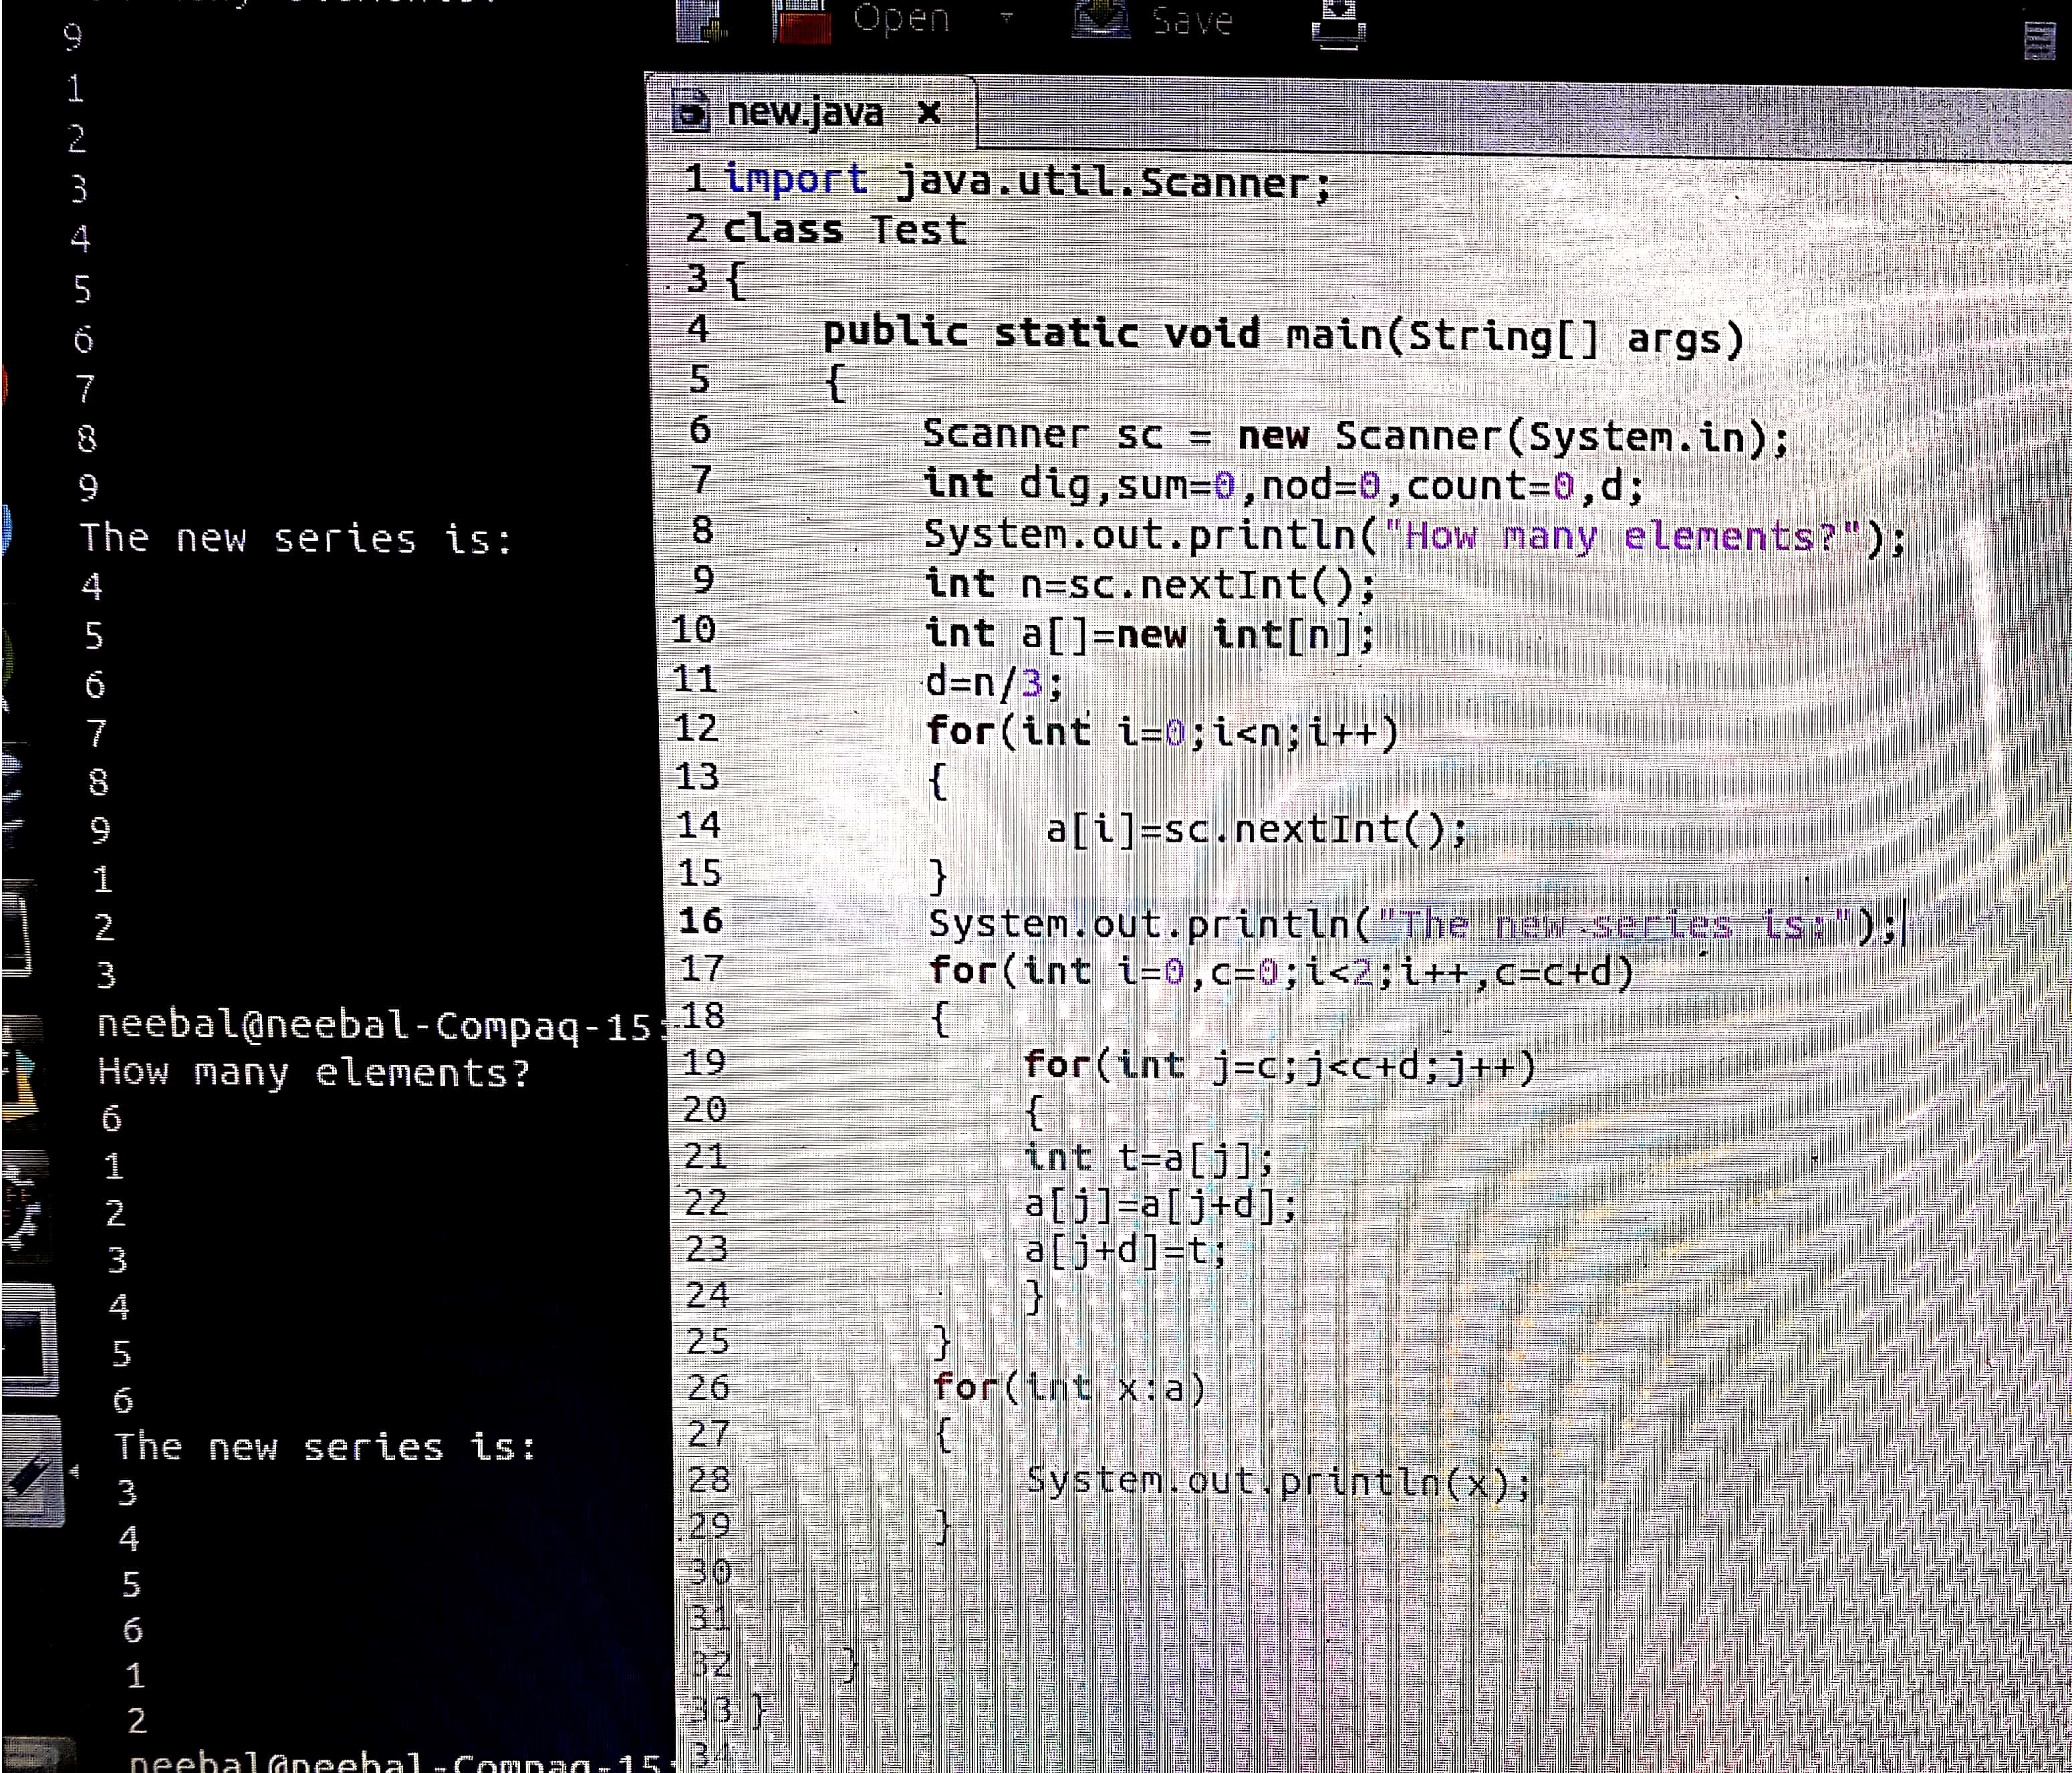 9
1
2
3
4
5
6
7
8
9
The new series is:
4
5
6
7
8
9
1
2
3
neebal@neebal-Compaq-15:
How many elements?
6
1
2
3
4
5
6
The new series is:
3
4
5
6
1
2
neebal@neebal-Compaq-15:
Open Save
new.java x
1 import java.util.Scanner;
2 class Test
3 {
4 public static void main(String[] args)
5 {
6 Scanner sc = new Scanner(System.in);
7 int dig,sum=0,nod=0,count=0,d;
8 System.out.println("How many elements?");
9 int n=sc.nextInt();
10 int a[]=new int[n];
11 d=n/3;
12 for(int i=0;i<n;i++)
13 {
14 a[i]=sc.nextInt();
15 }
16 System.out.println("The new series is:");
17 for(int i=0,c=0;i<2;i++,c=c+d)
18 {
19 for(int j=c;j<c+d;j++)
20 {
21 int t=a[j];
22 a[j]=a[j+d];
23 a[j+d]=t;
24 }
25 }
26 for(int x:a)
27 {
28 System.out.println(x);
29 }
30
31
32 }
33 }
34